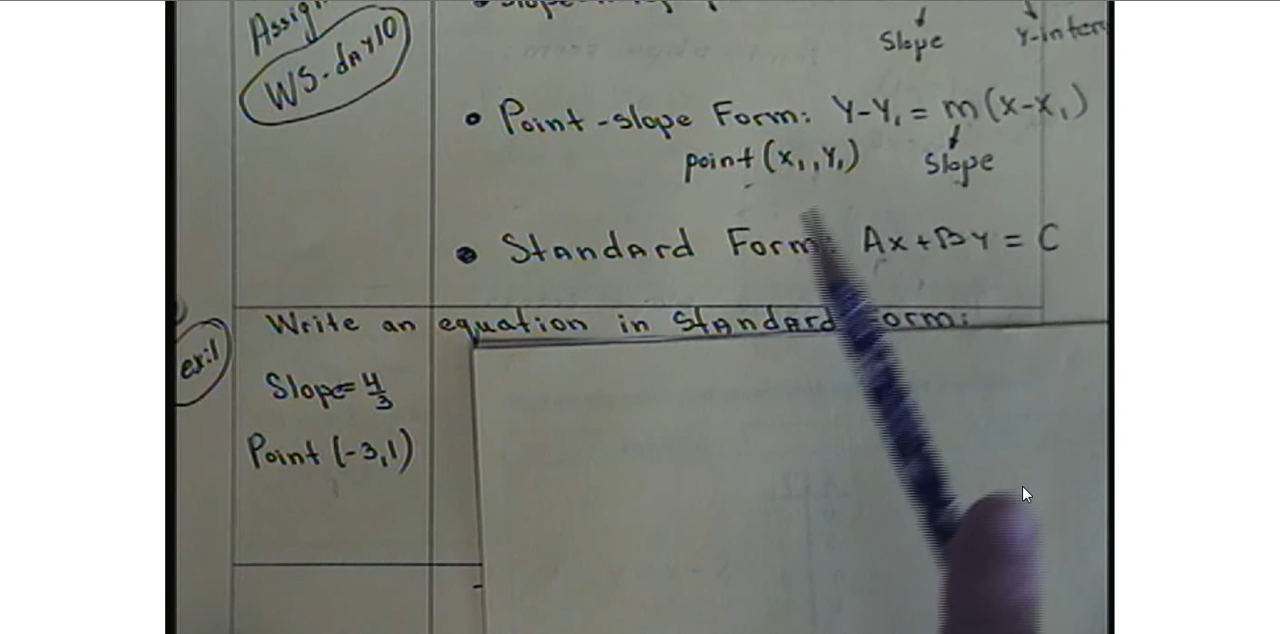 Assig
WS-day10
Slope
Y-inter
• Point-slope Form: Y-Y₁ = m(x-x₁)
point (x₁, Y₁)
Slope
• Standard Form: Ax+By = C
ex:1
Write an equation in Standard orm:
Slope = 4/3
Point (-3,1)